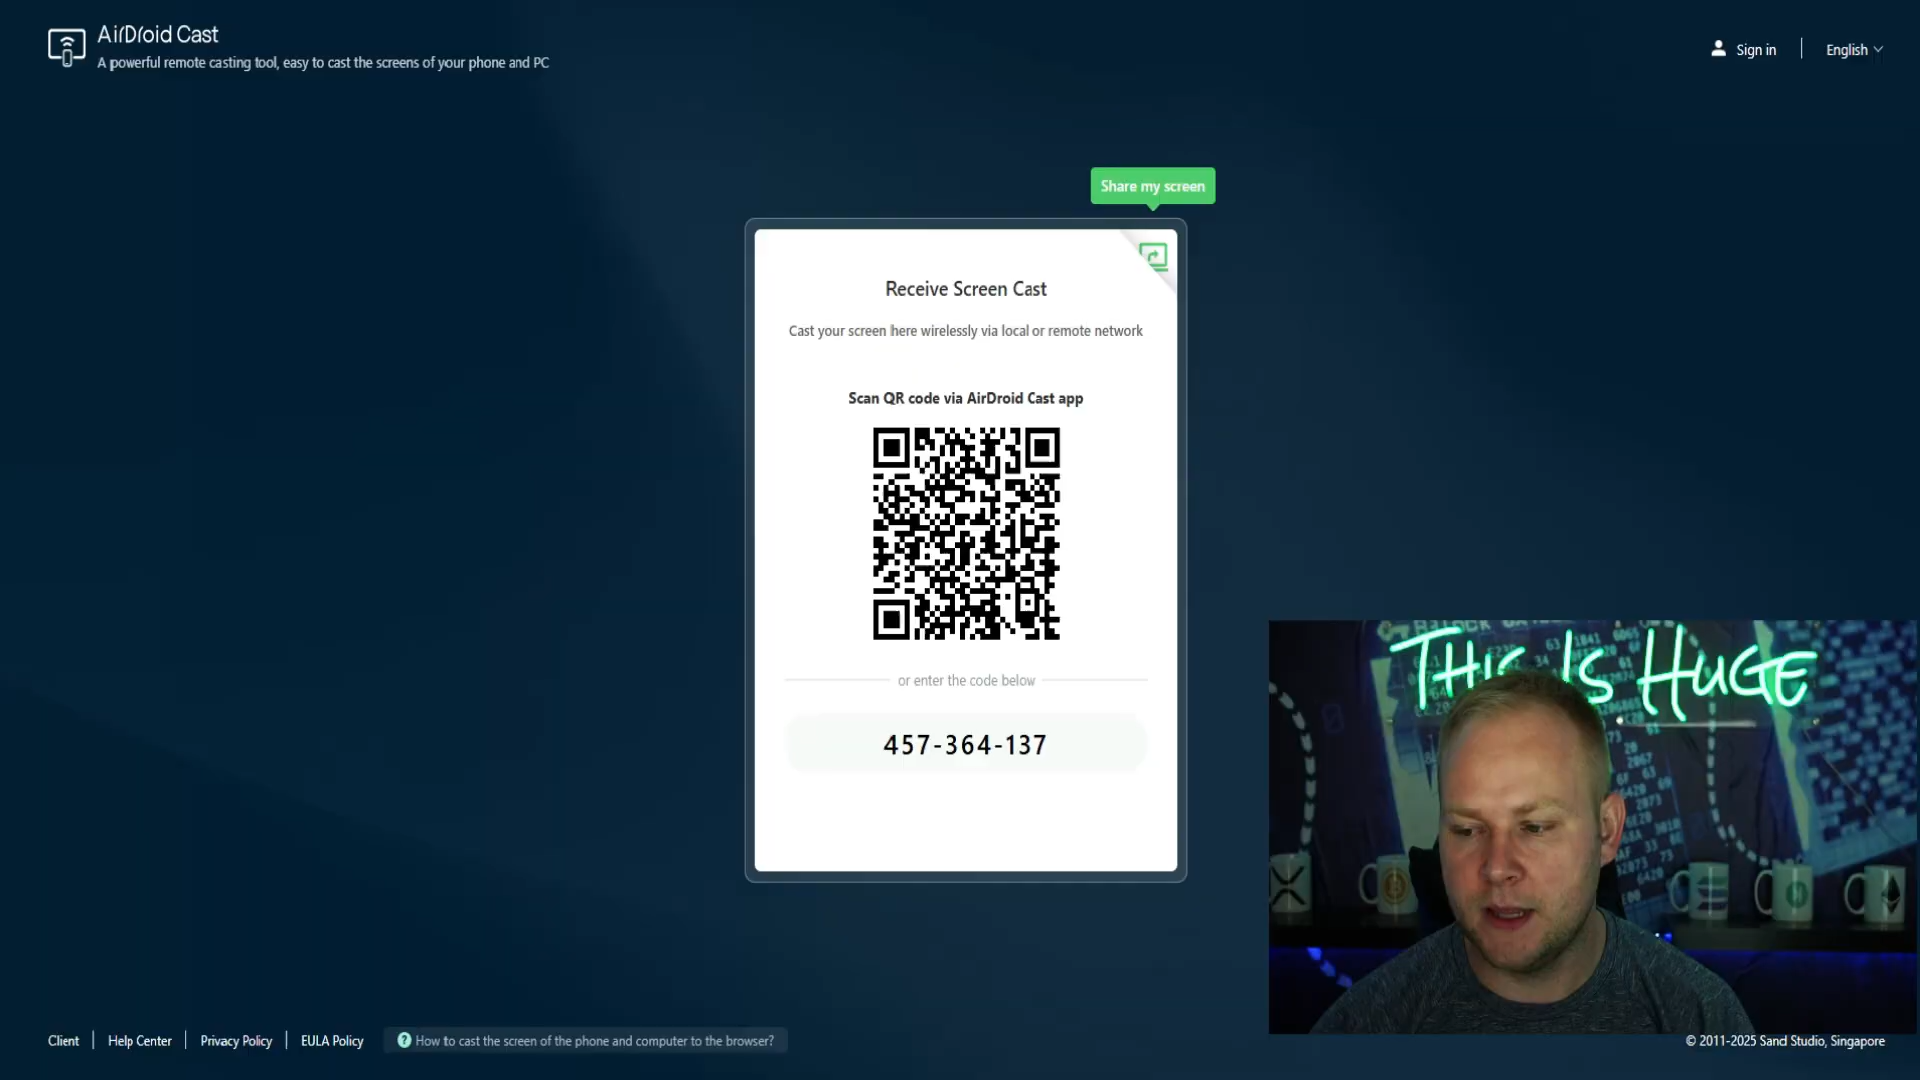 AirDroid Cast
A powerful remote casting tool, easy to cast the screens of your phone and PC
Sign in
English
Share my screen
Receive Screen Cast
Cast your screen here wirelessly via local or remote network
Scan QR code via AirDroid Cast app
or enter the code below
457-364-137
THIS IS HUGE
Client
Help Center
Privacy Policy
EULA Policy
? How to cast the screen of the phone and computer to the browser?
© 2011-2025 Sand Studio, Singapore